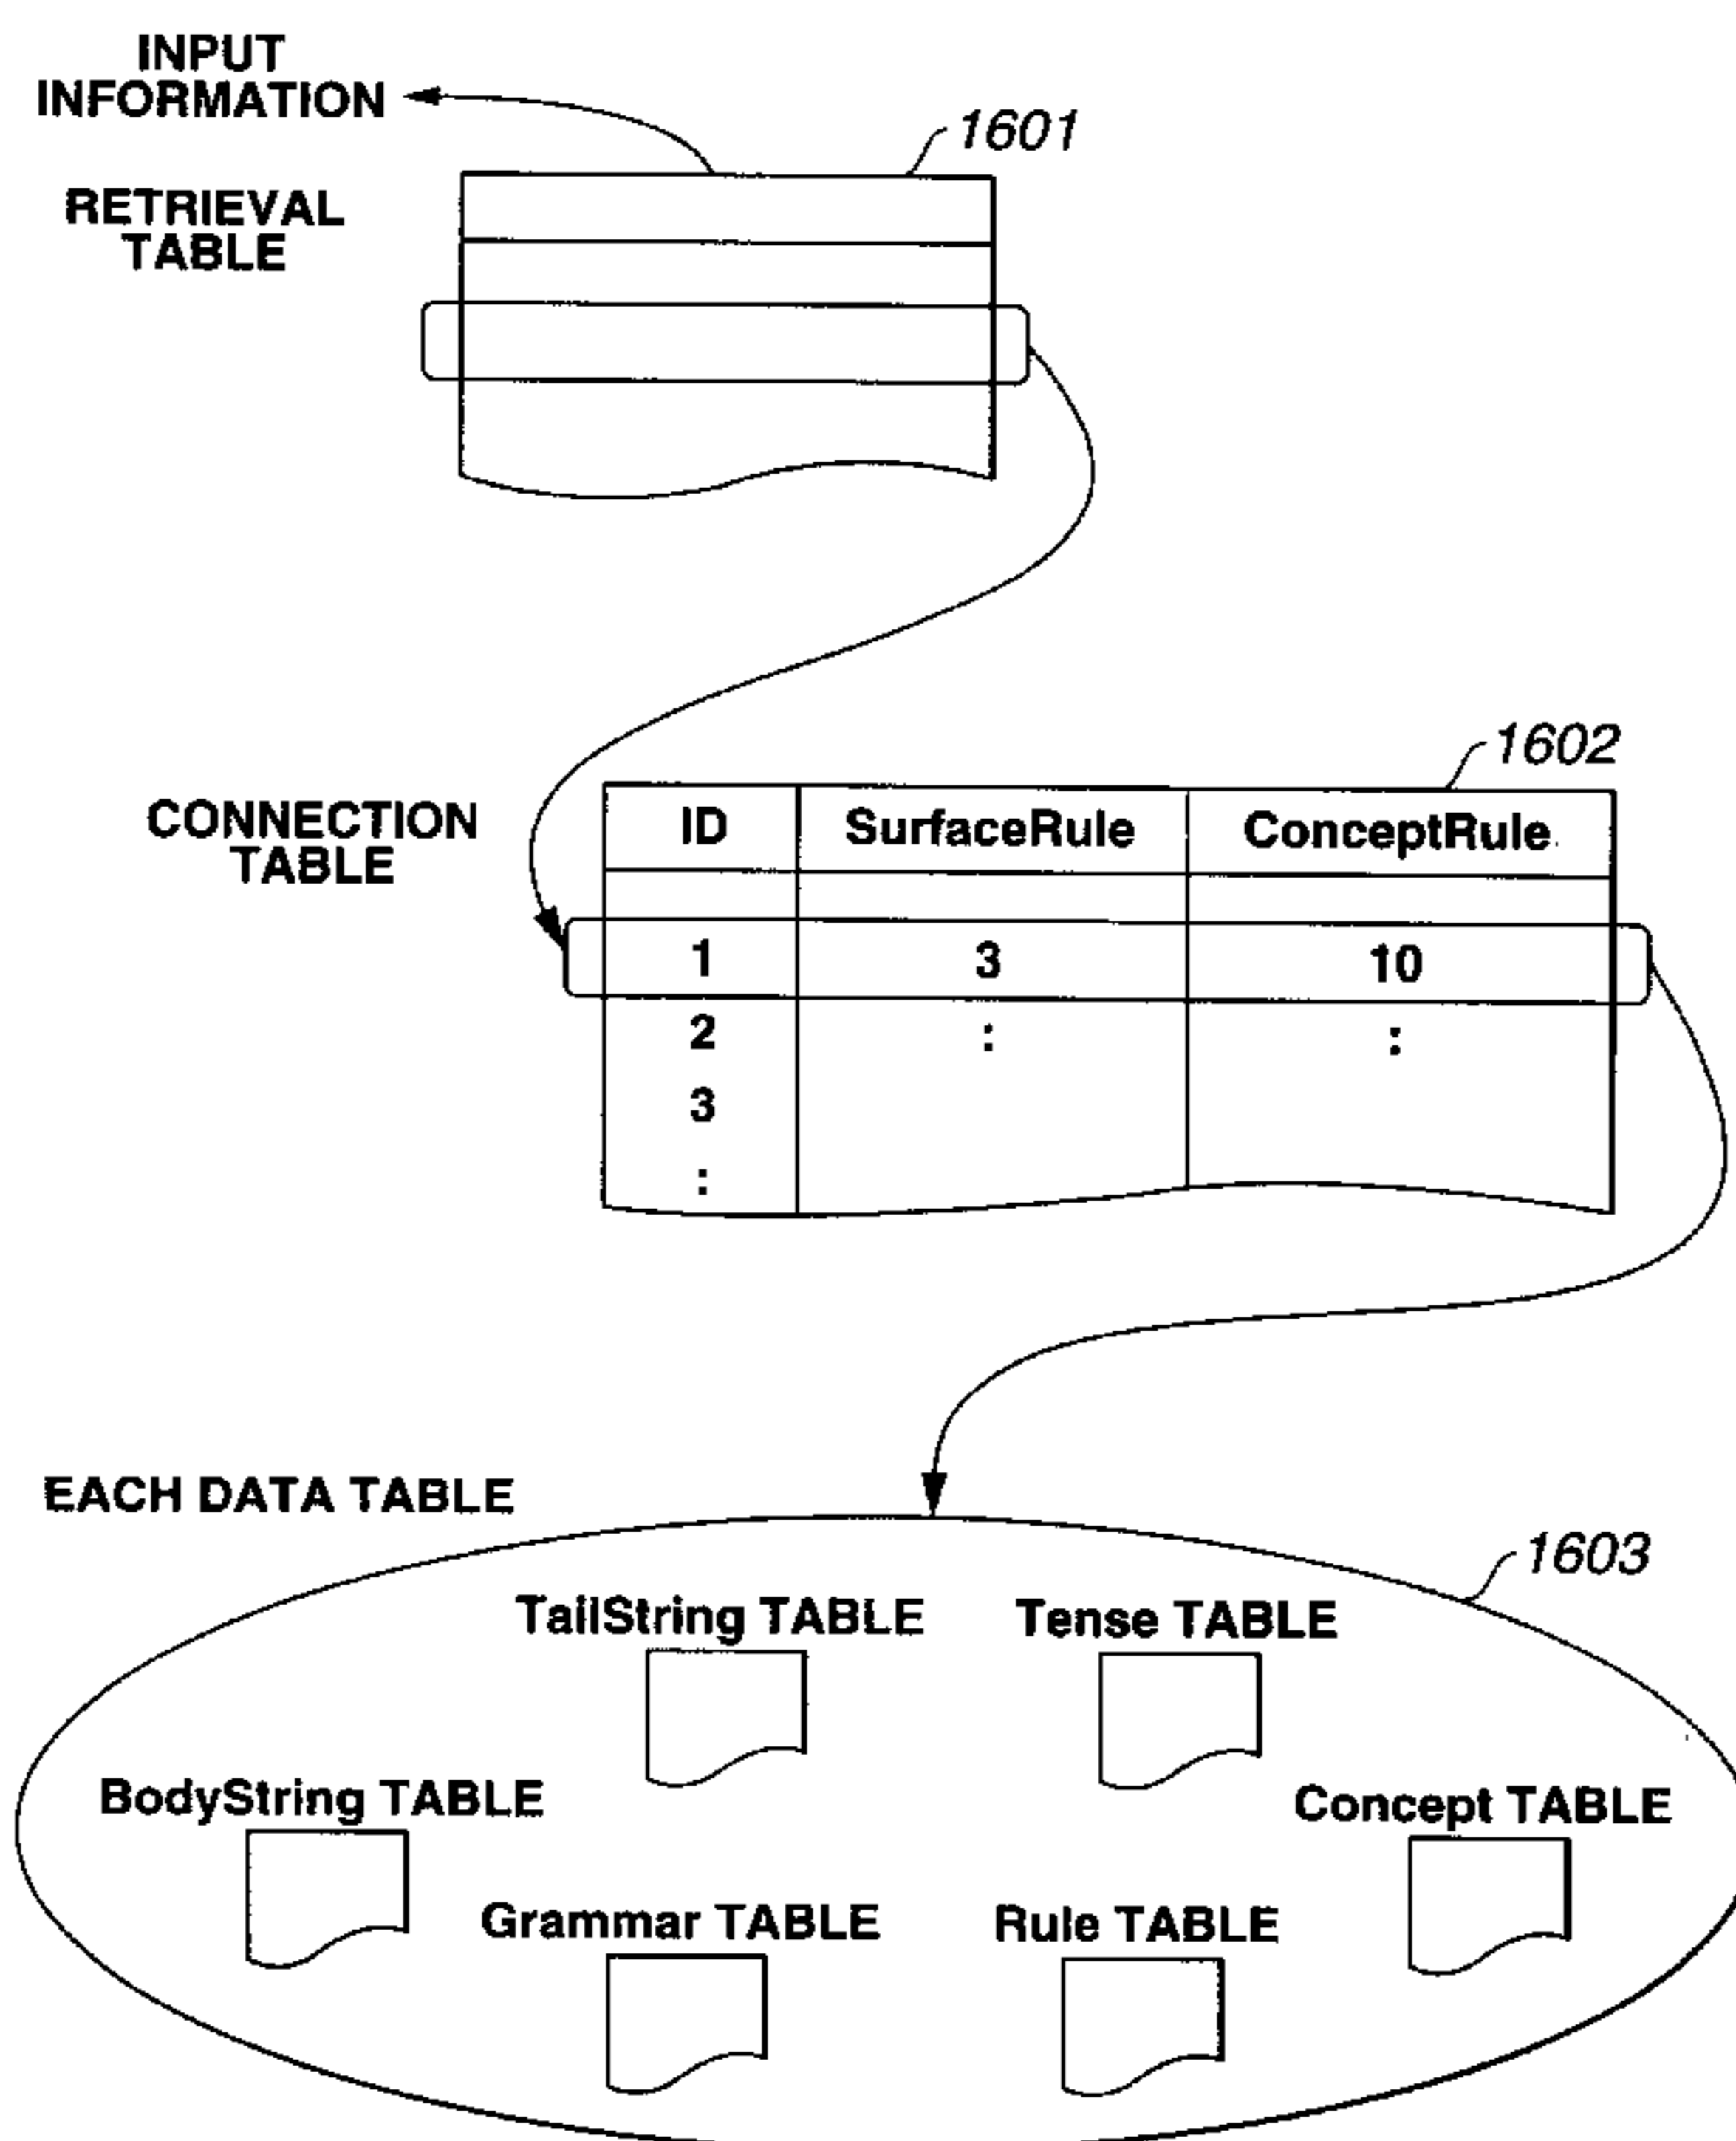 INPUT
INFORMATION
1601
RETRIEVAL
TABLE
1602
CONNECTION
TABLE
ID SurfaceRule ConceptRule
1 3 10
2 : :
3
:
EACH DATA TABLE
1603
TailString TABLE Tense TABLE
BodyString TABLE Concept TABLE
Grammar TABLE Rule TABLE